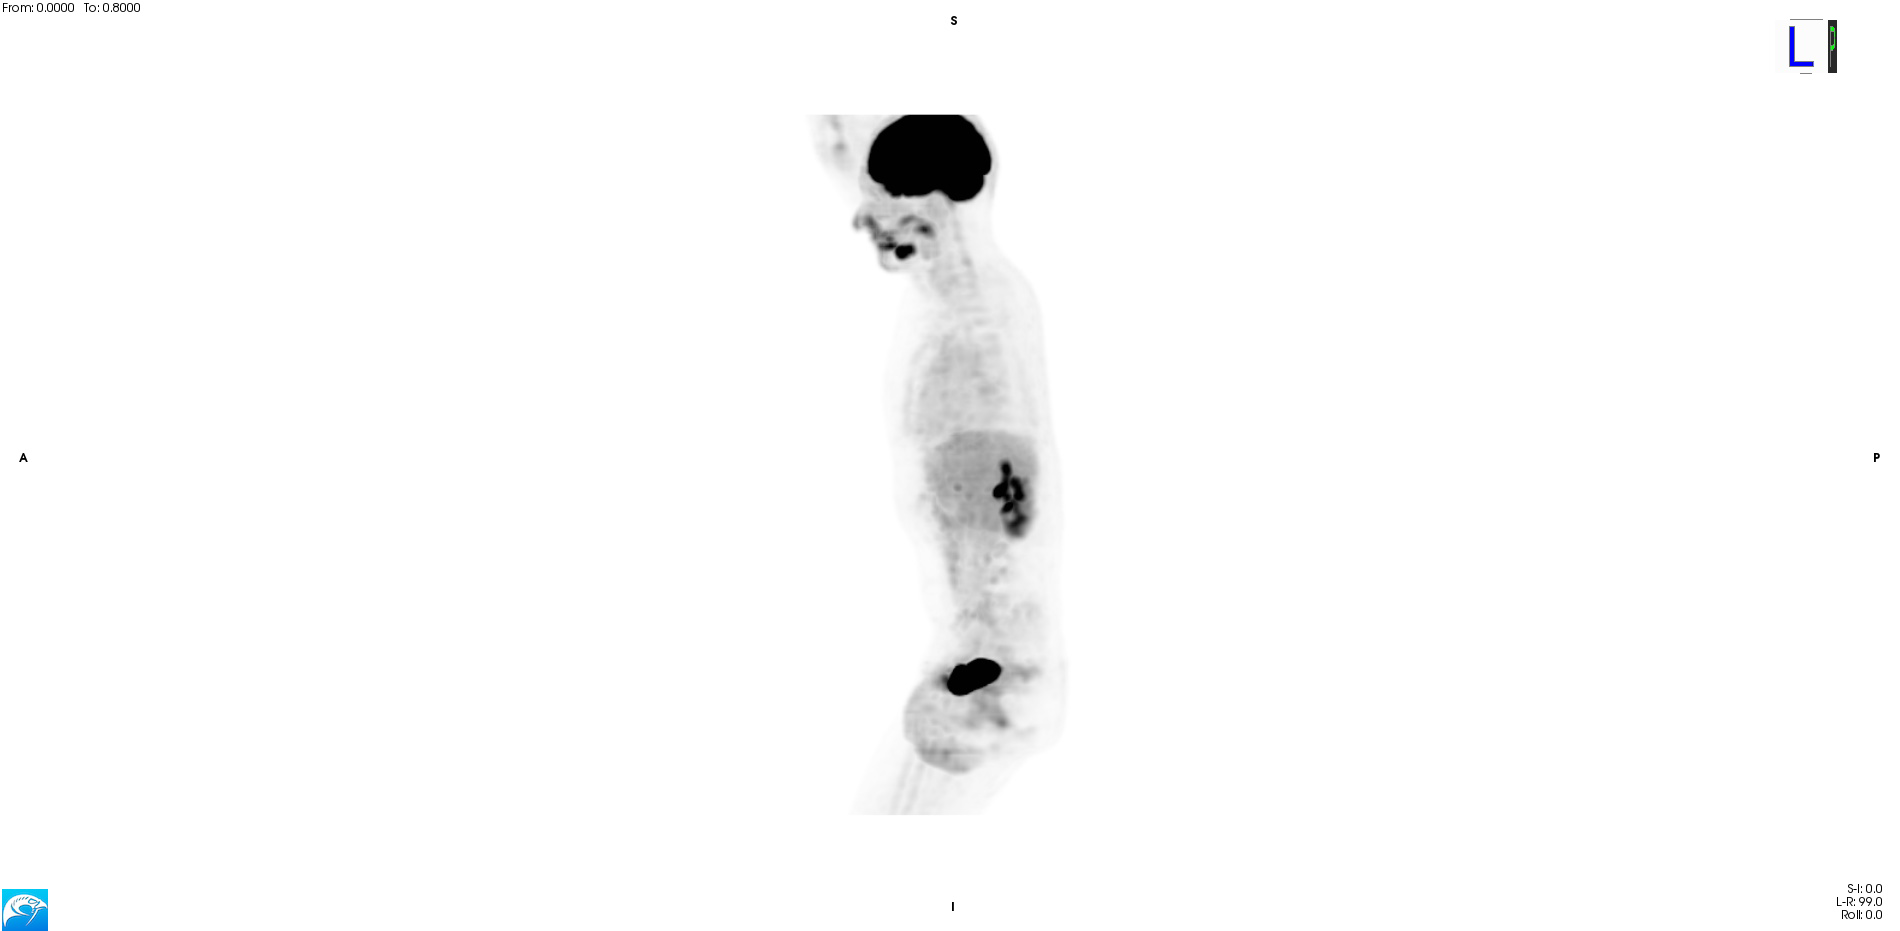 From: 0.0000 To: 0.8000
S
L P
A
P
I
S-I: 0.0
L-R: 99.0
Roll: 0.0